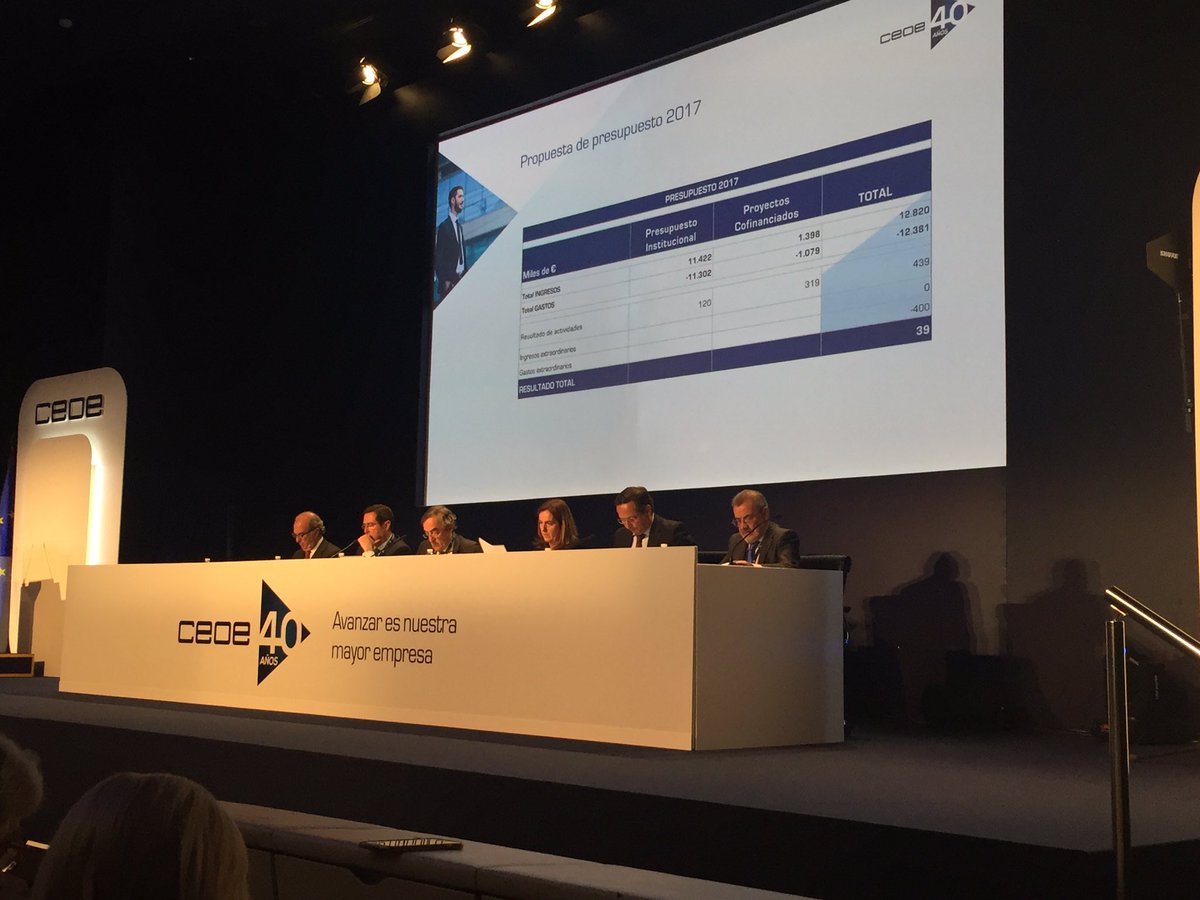 ceoe 40
AÑOS
Propuesta de presupuesto 2017
PRESUPUESTO 2017
Miles de € Presupuesto Institucional Proyectos Cofinanciados TOTAL
Total INGRESOS 11.422 1.398 12.820
Total GASTOS -11.302 -1.079 -12.381
Resultado de actividades 120 319 439
Ingresos extraordinarios 0
Gastos extraordinarios -400
RESULTADO TOTAL 39
ceoe
ceoe 40
AÑOS
Avanzar es nuestra
mayor empresa